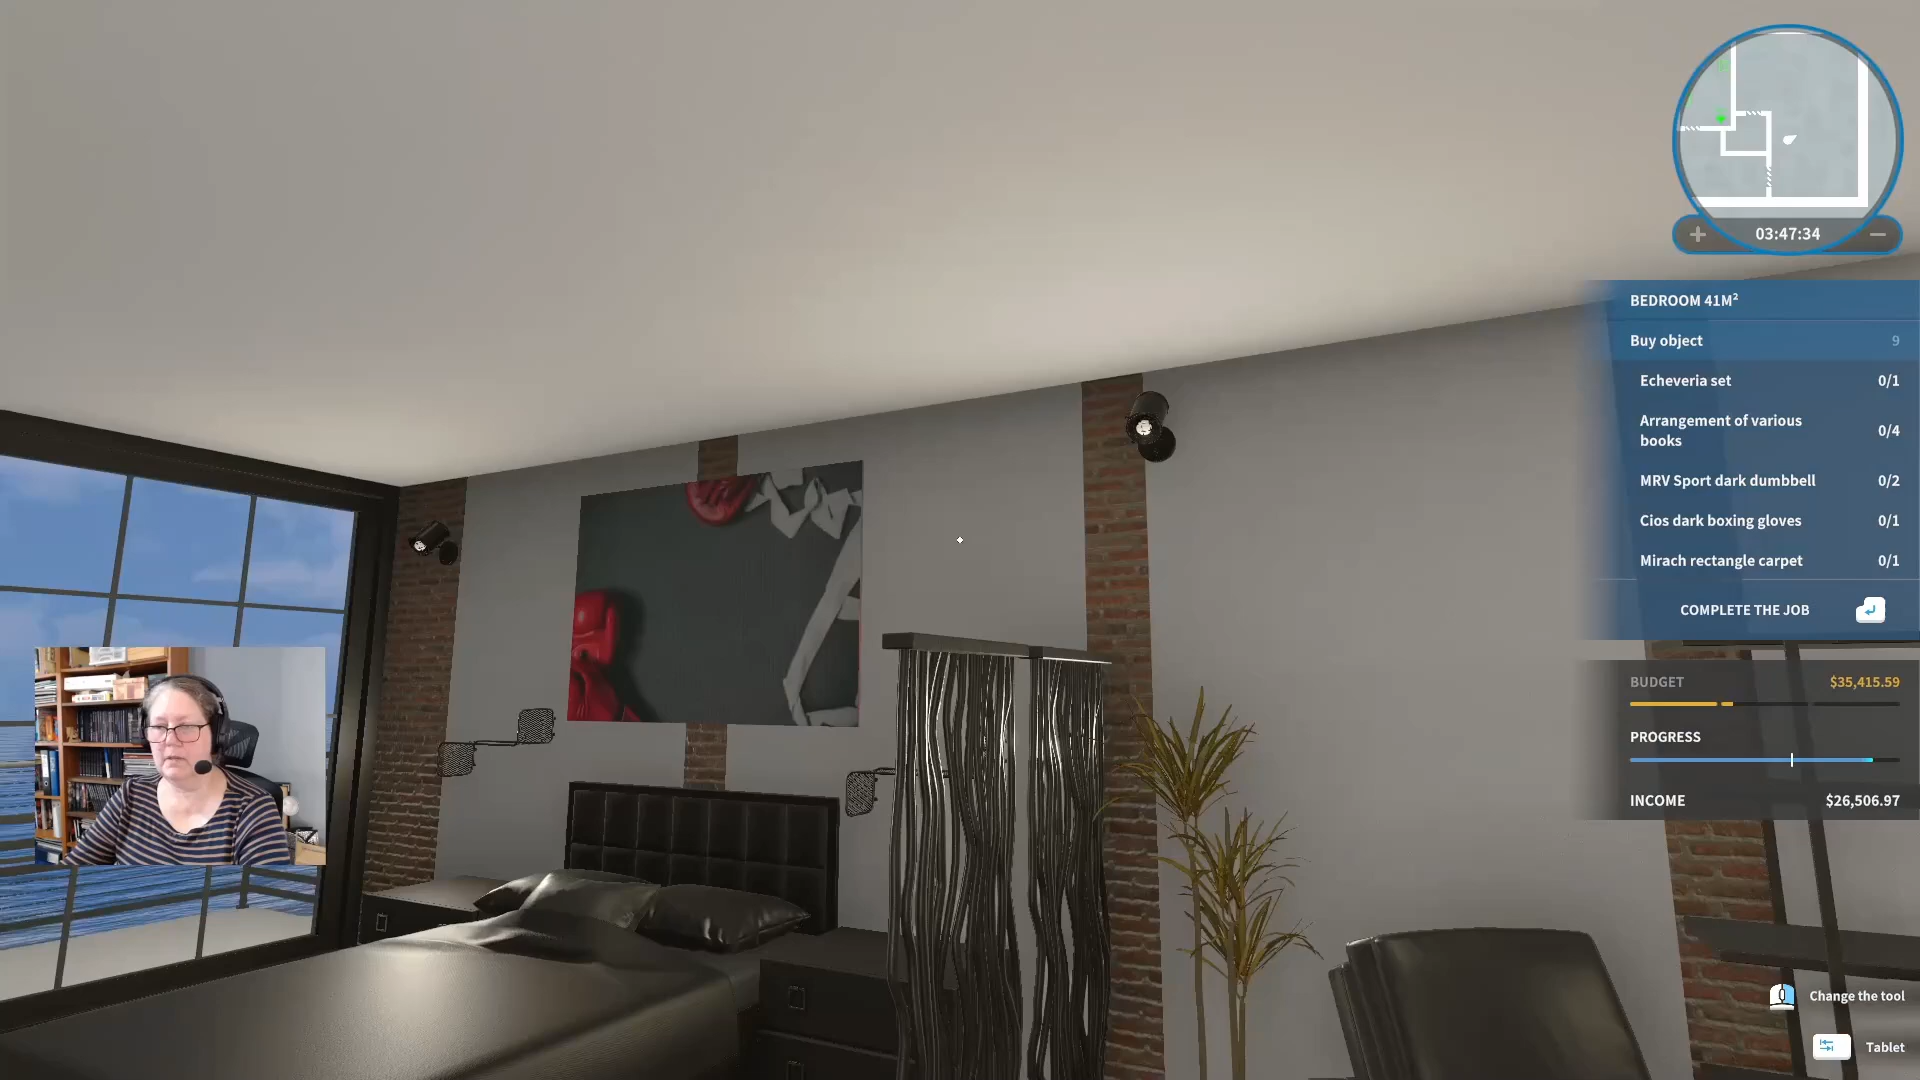 03:47:34
BEDROOM 41M²
Buy object 9
Echeveria set 0/1
Arrangement of various
books 0/4
MRV Sport dark dumbbell 0/2
Cios dark boxing gloves 0/1
Mirach rectangle carpet 0/1
COMPLETE THE JOB
BUDGET $35,415.59
PROGRESS
INCOME $26,506.97
Change the tool
Tablet